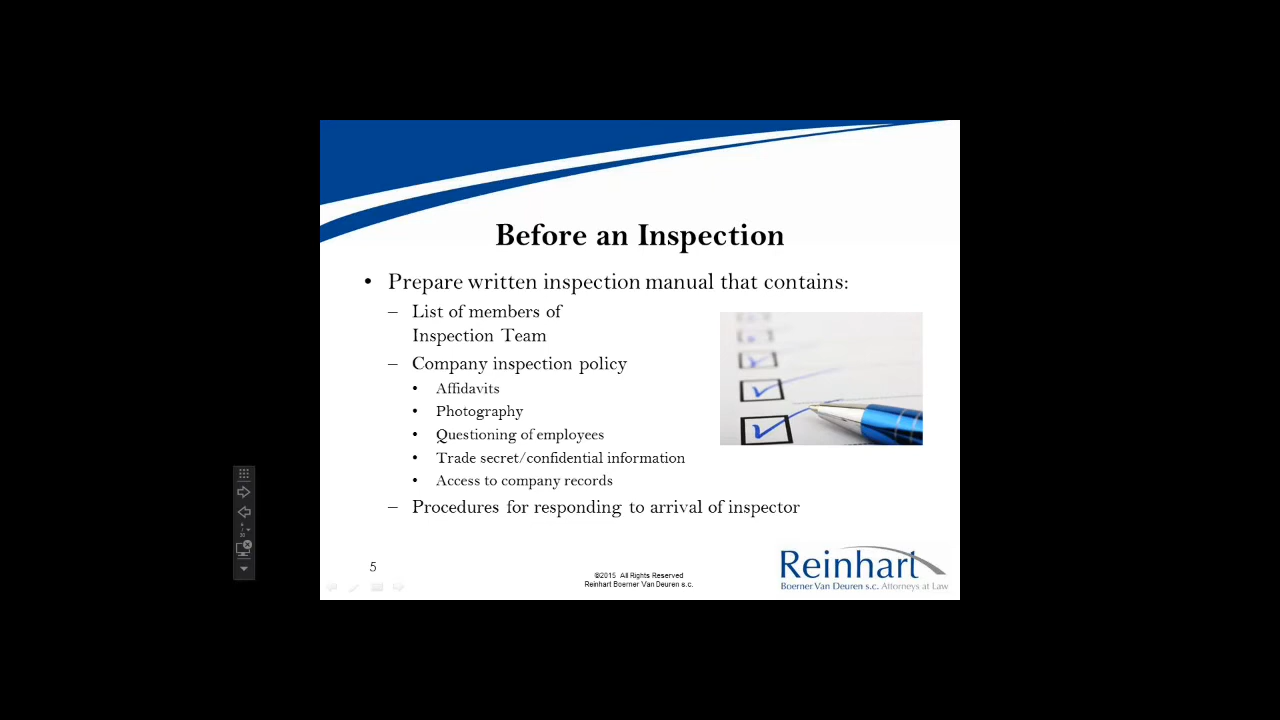 Before an Inspection
• Prepare written inspection manual that contains:
– List of members of
Inspection Team
– Company inspection policy
• Affidavits
• Photography
• Questioning of employees
• Trade secret/confidential information
• Access to company records
– Procedures for responding to arrival of inspector
5
©2015 All Rights Reserved
Reinhart Boerner Van Deuren s.c.
Reinhart
Boerner Van Deuren s.c. Attorneys at Law